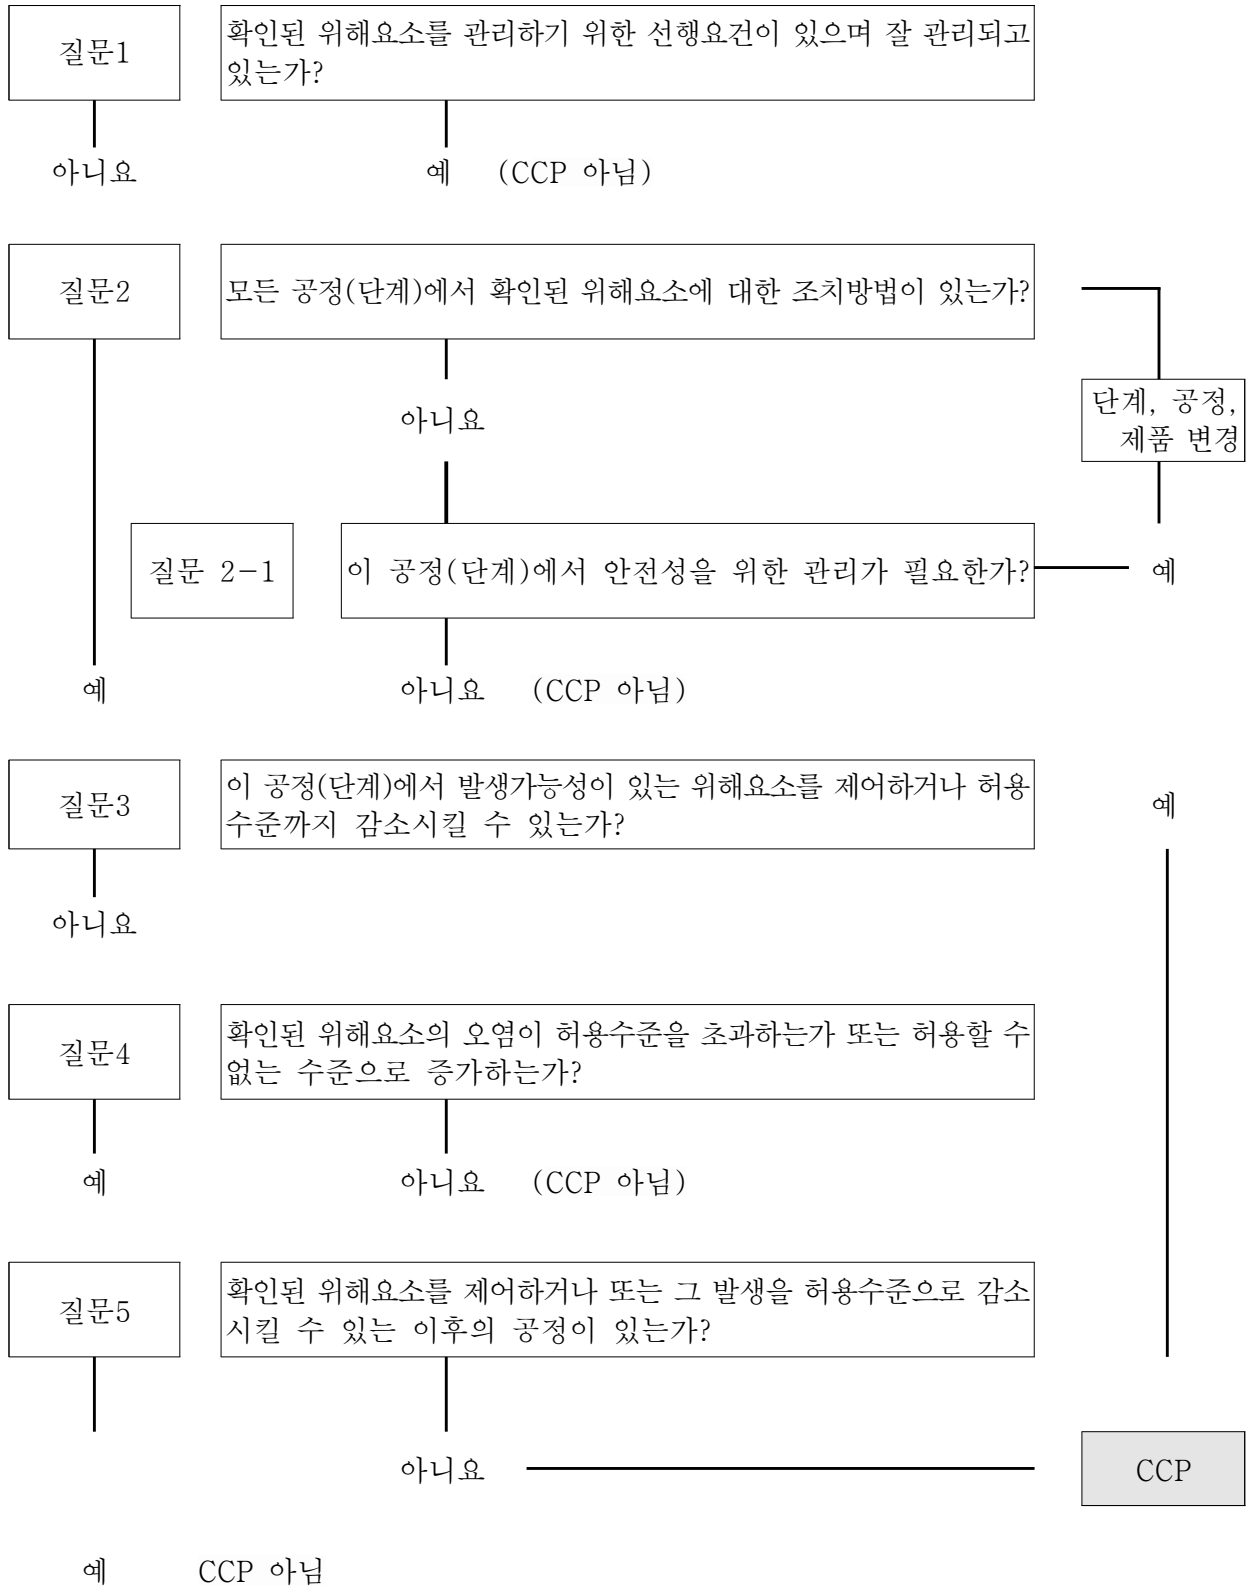 질문1
확인된 위해요소를 관리하기 위한 선행요건이 있으며 잘 관리되고
있는가?
아니요
예 (CCP 아님)
질문2
모든 공정(단계)에서 확인된 위해요소에 대한 조치방법이 있는가?
단계, 공정,
제품 변경
아니요
질문 2-1
이 공정(단계)에서 안전성을 위한 관리가 필요한가?
예
예
아니요 (CCP 아님)
질문3
이 공정(단계)에서 발생가능성이 있는 위해요소를 제어하거나 허용
수준까지 감소시킬 수 있는가?
예
아니요
질문4
확인된 위해요소의 오염이 허용수준을 초과하는가 또는 허용할 수
없는 수준으로 증가하는가?
예
아니요 (CCP 아님)
질문5
확인된 위해요소를 제어하거나 또는 그 발생을 허용수준으로 감소
시킬 수 있는 이후의 공정이 있는가?
아니요
CCP
예 CCP 아님